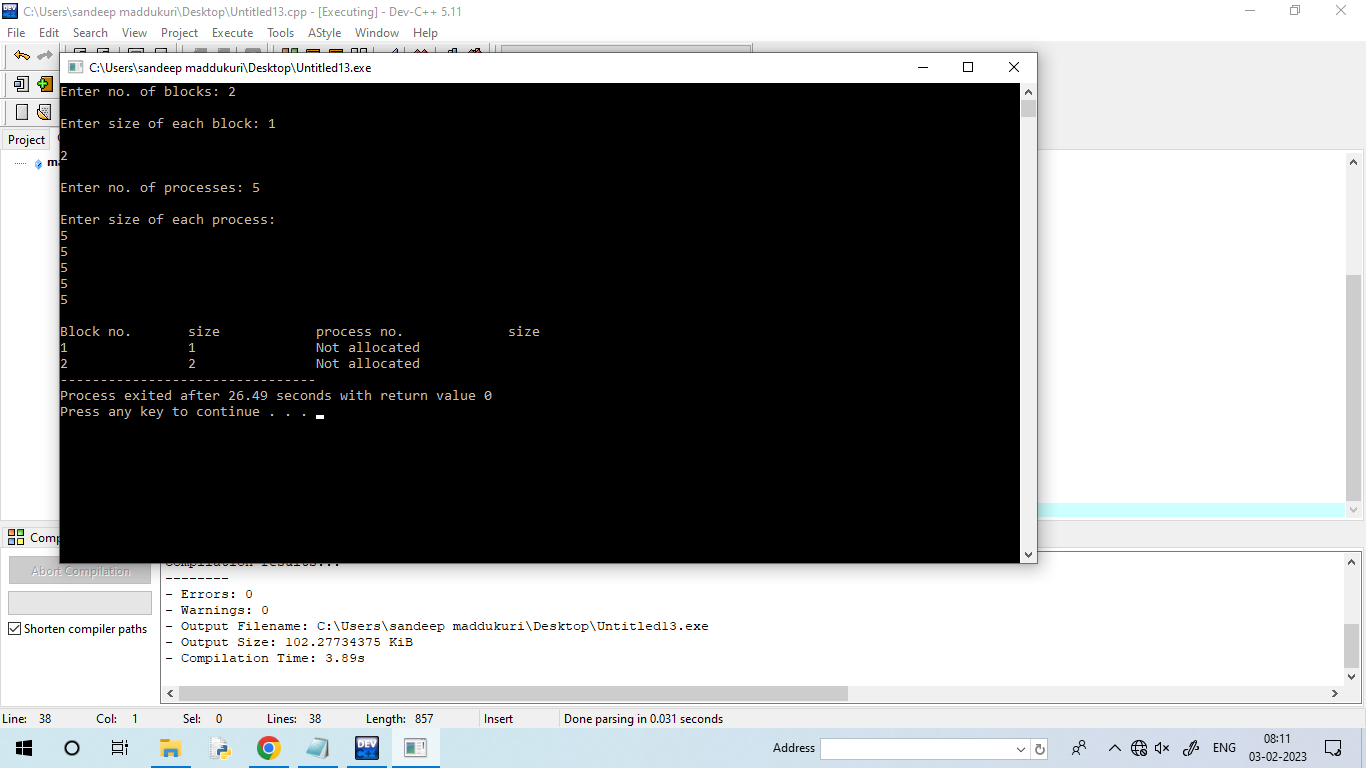 C:\Users\sandeep maddukuri\Desktop\Untitled13.cpp - [Executing] - Dev-C++ 5.11
File Edit Search View Project Execute Tools AStyle Window Help
C:\Users\sandeep maddukuri\Desktop\Untitled13.exe
Project
Enter no. of blocks: 2
Enter size of each block: 1
2
Enter no. of processes: 5
Enter size of each process:
5
5
5
5
5
Block no. size process no. size
1 1 Not allocated
2 2 Not allocated
--------------------------------
Process exited after 26.49 seconds with return value 0
Press any key to continue . . .
Abort Compilation
Shorten compiler paths
Compilation results...
--------
- Errors: 0
- Warnings: 0
- Output Filename: C:\Users\sandeep maddukuri\Desktop\Untitled13.exe
- Output Size: 102.27734375 KiB
- Compilation Time: 3.89s
Line: 38 Col: 1 Sel: 0 Lines: 38 Length: 857 Insert Done parsing in 0.031 seconds
DEV
Address
ENG
08:11
03-02-2023